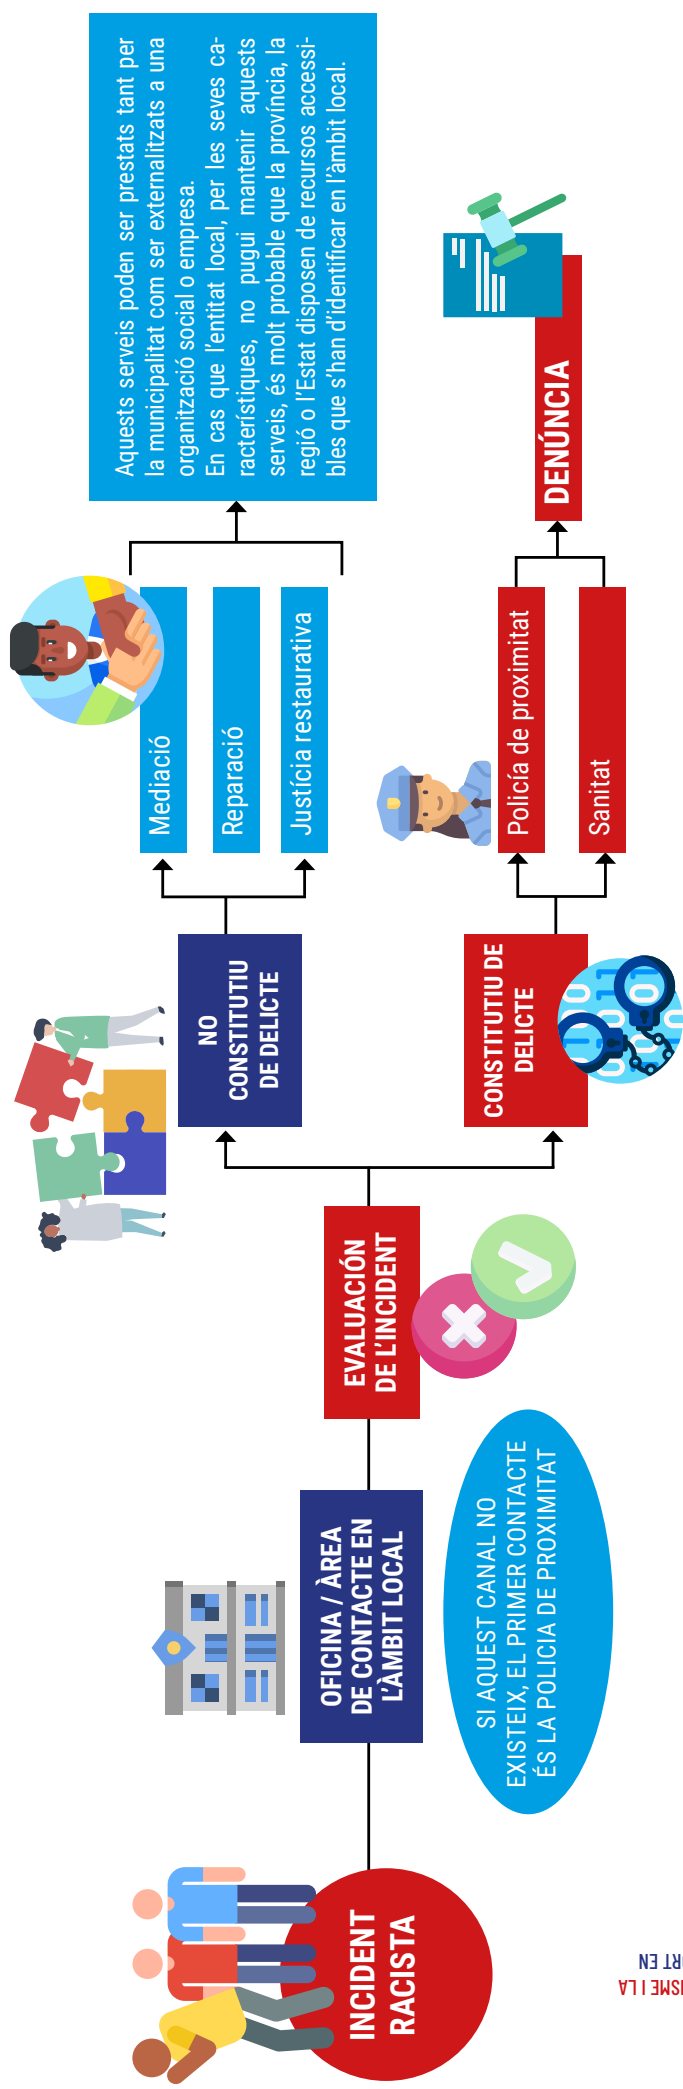 INCIDENT
RACISTA
OFICINA / ÀREA
DE CONTACTE EN
L'ÀMBIT LOCAL
SI AQUEST CANAL NO
EXISTEIX, EL PRIMER CONTACTE
ÉS LA POLICIA DE PROXIMITAT
EVALUACIÓN
DE L'INCIDENT
NO
CONSTITUTIU
DE DELICTE
Mediació
Reparació
Justícia restaurativa
Aquests serveis poden ser prestats tant per
la municipalitat com ser externalitzats a una
organització social o empresa.
En cas que l'entitat local, per les seves ca-
racterístiques, no pugui mantenir aquests
serveis, és molt probable que la província, la
regió o l'Estat disposen de recursos accessi-
bles que s'han d'identificar en l'àmbit local.
CONSTITUTIU DE
DELICTE
Policía de proximitat
Sanitat
DENÚNCIA
ISME I LA
ORT EN